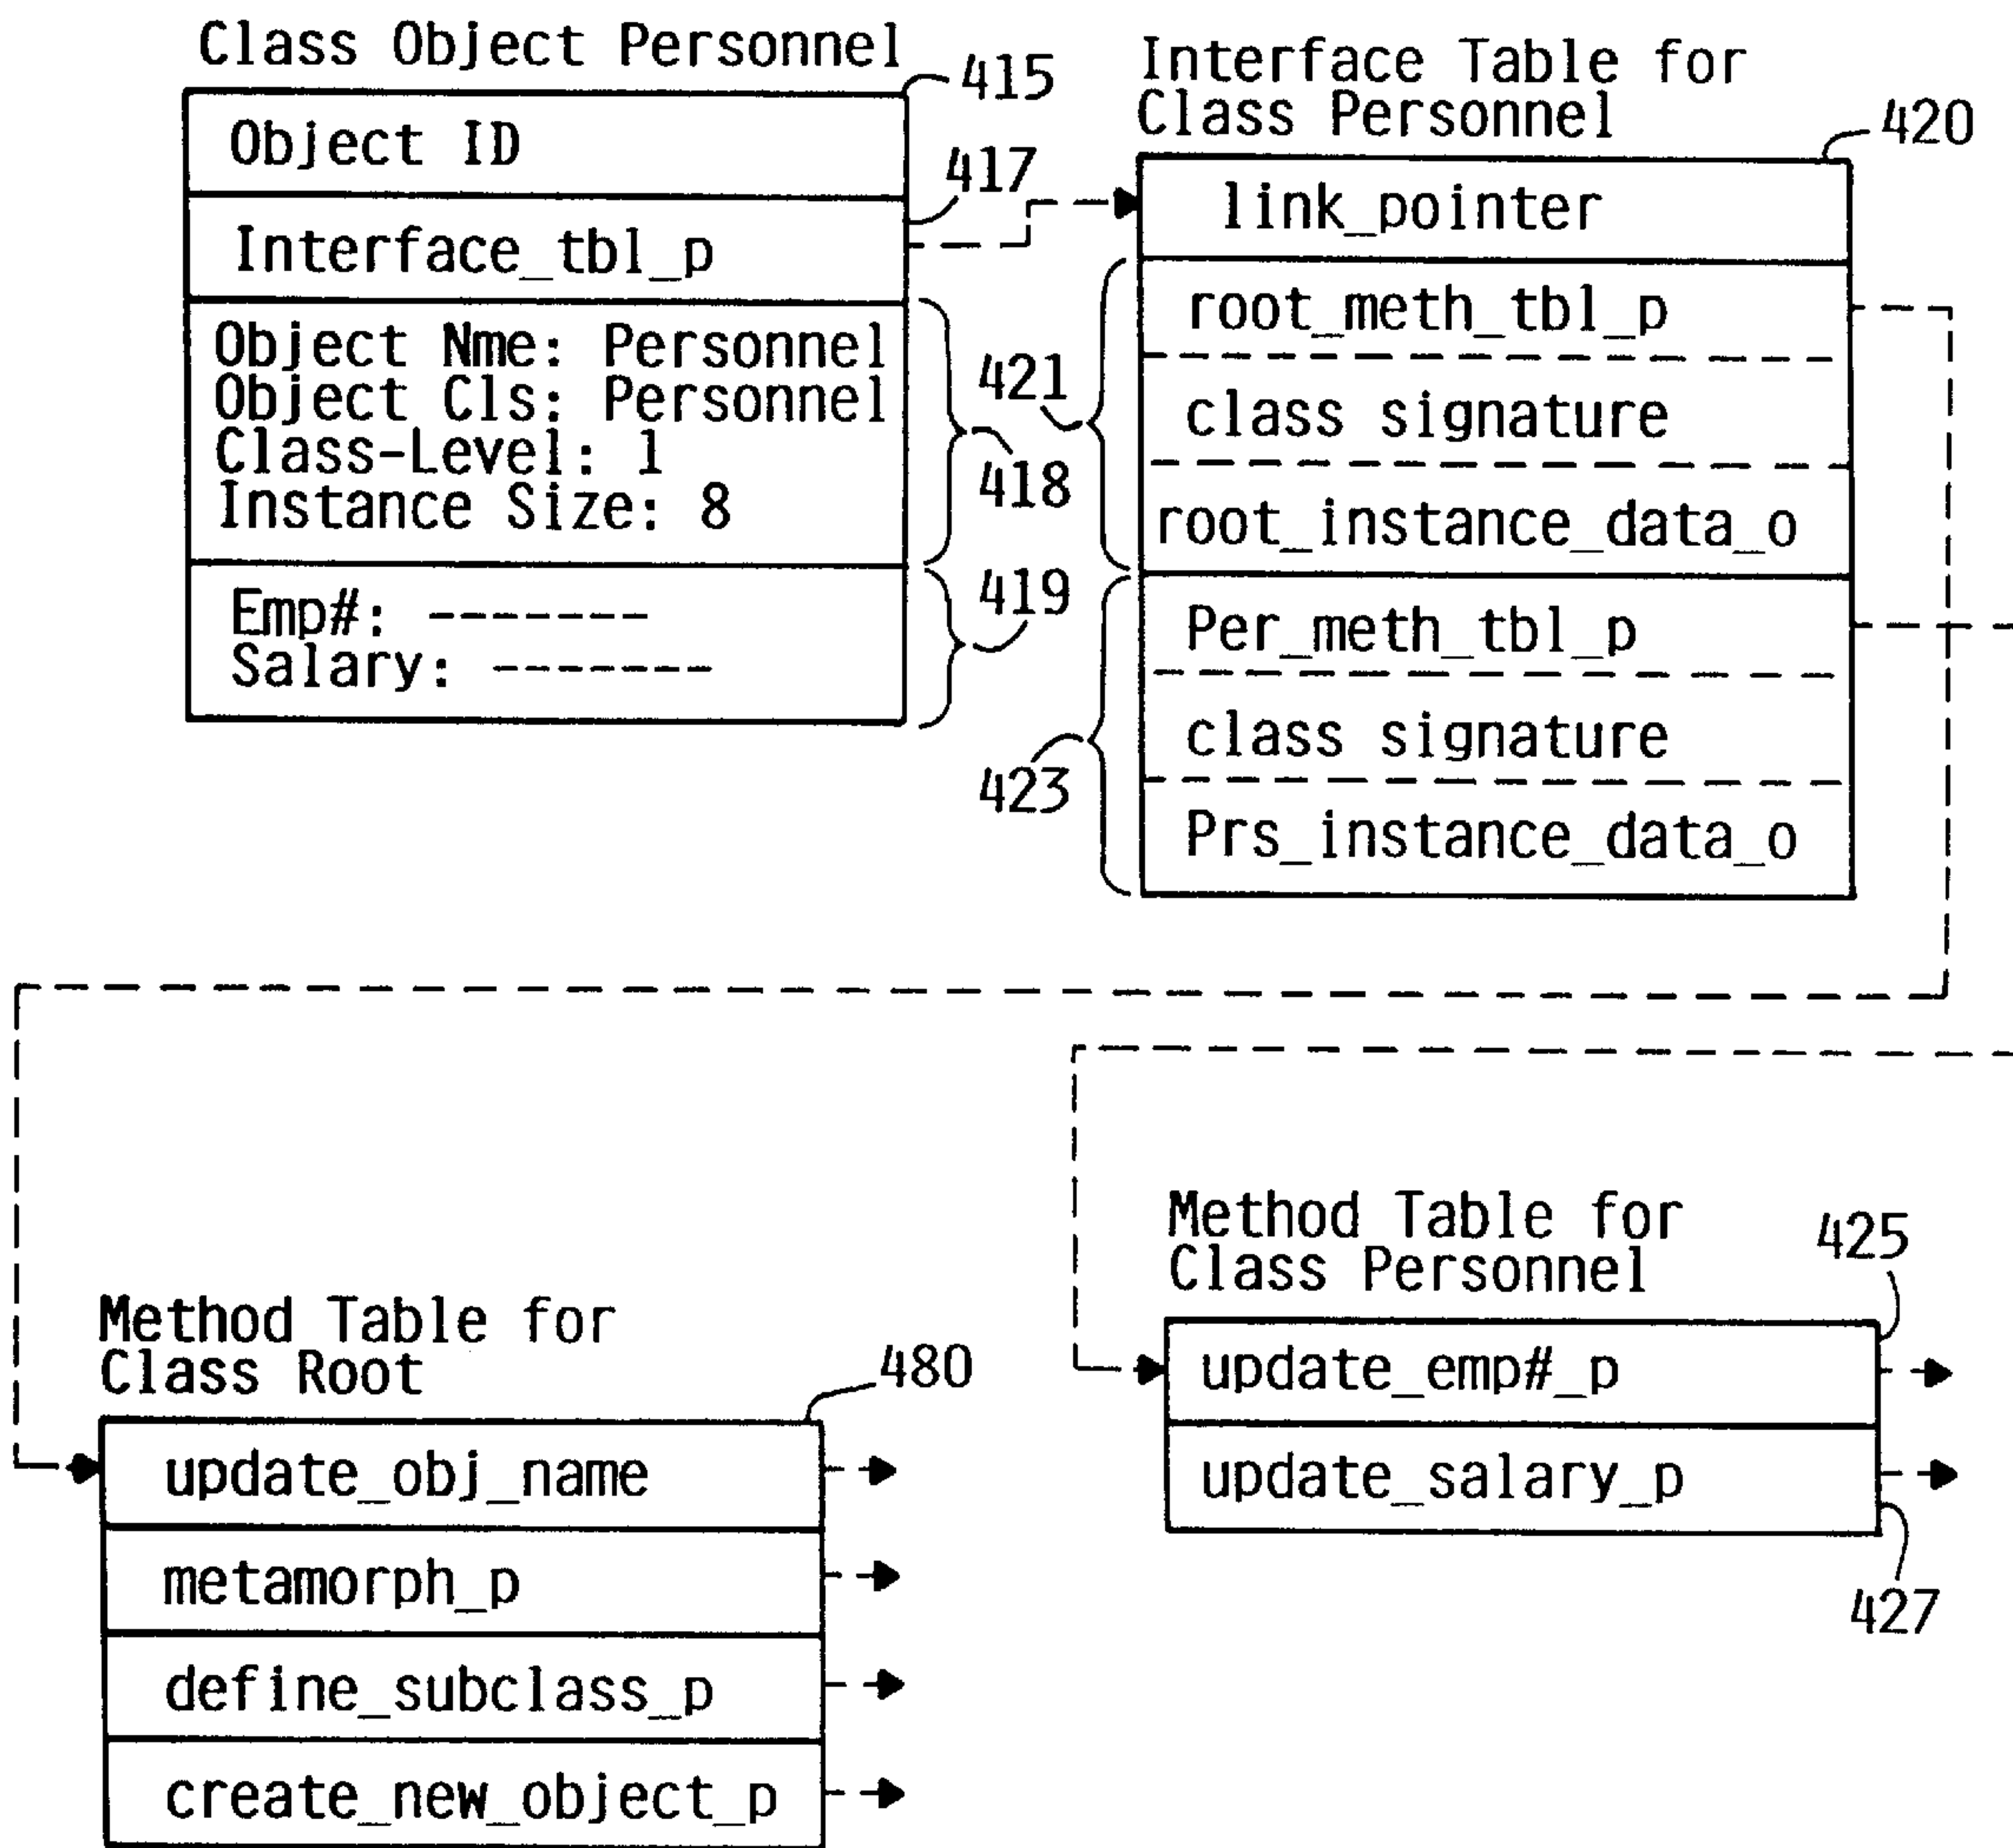 Class Object Personnel
415
Object ID
417
Interface_tbl_p
Object Nme: Personnel
Object Cls: Personnel
Class-Level: 1
Instance Size: 8
418
Emp#: -------
Salary: -------
419
Interface Table for
Class Personnel
420
link_pointer
421
root_meth_tbl_p
class signature
root_instance_data_o
423
Per_meth_tbl_p
class signature
Prs_instance_data_o
Method Table for
Class Root
480
update_obj_name
metamorph_p
define_subclass_p
create_new_object_p
Method Table for
Class Personnel
425
update_emp#_p
update_salary_p
427